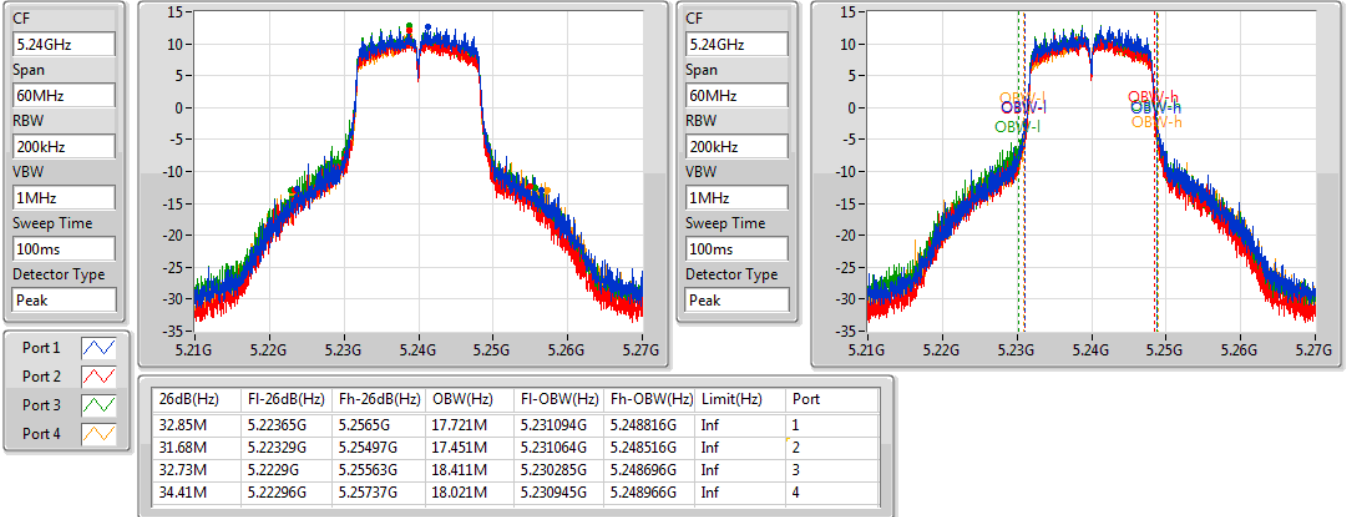 CF
5.24GHz
Span
60MHz
RBW
200kHz
VBW
1MHz
Sweep Time
100ms
Detector Type
Peak
15
10
5
0
-5
-10
-15
-20
-25
-30
-35
5.21G 5.22G 5.23G 5.24G 5.25G 5.26G 5.27G
CF
5.24GHz
Span
60MHz
RBW
200kHz
VBW
1MHz
Sweep Time
100ms
Detector Type
Peak
15
10
5
0
-5
-10
-15
-20
-25
-30
-35
OBW-l OBW-h
OBW-l OBW-h
OBW-l OBW-h
5.21G 5.22G 5.23G 5.24G 5.25G 5.26G 5.27G
Port 1
Port 2
Port 3
Port 4
26dB(Hz) Fl-26dB(Hz) Fh-26dB(Hz) OBW(Hz) Fl-OBW(Hz) Fh-OBW(Hz) Limit(Hz) Port
32.85M 5.22365G 5.2565G 17.721M 5.231094G 5.248816G Inf 1
31.68M 5.22329G 5.25497G 17.451M 5.231064G 5.248516G Inf 2
32.73M 5.2229G 5.25563G 18.411M 5.230285G 5.248696G Inf 3
34.41M 5.22296G 5.25737G 18.021M 5.230945G 5.248966G Inf 4